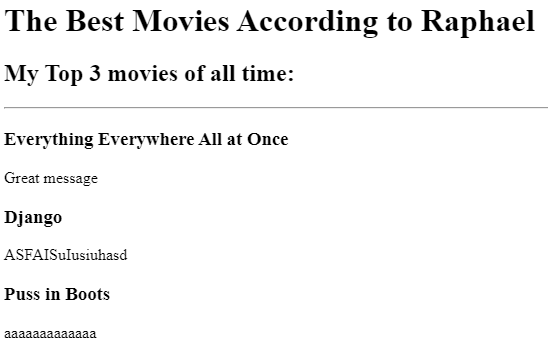 The Best Movies According to Raphael
My Top 3 movies of all time:
Everything Everywhere All at Once
Great message
Django
ASFAISuIusiuhasd
Puss in Boots
aaaaaaaaaaaaa